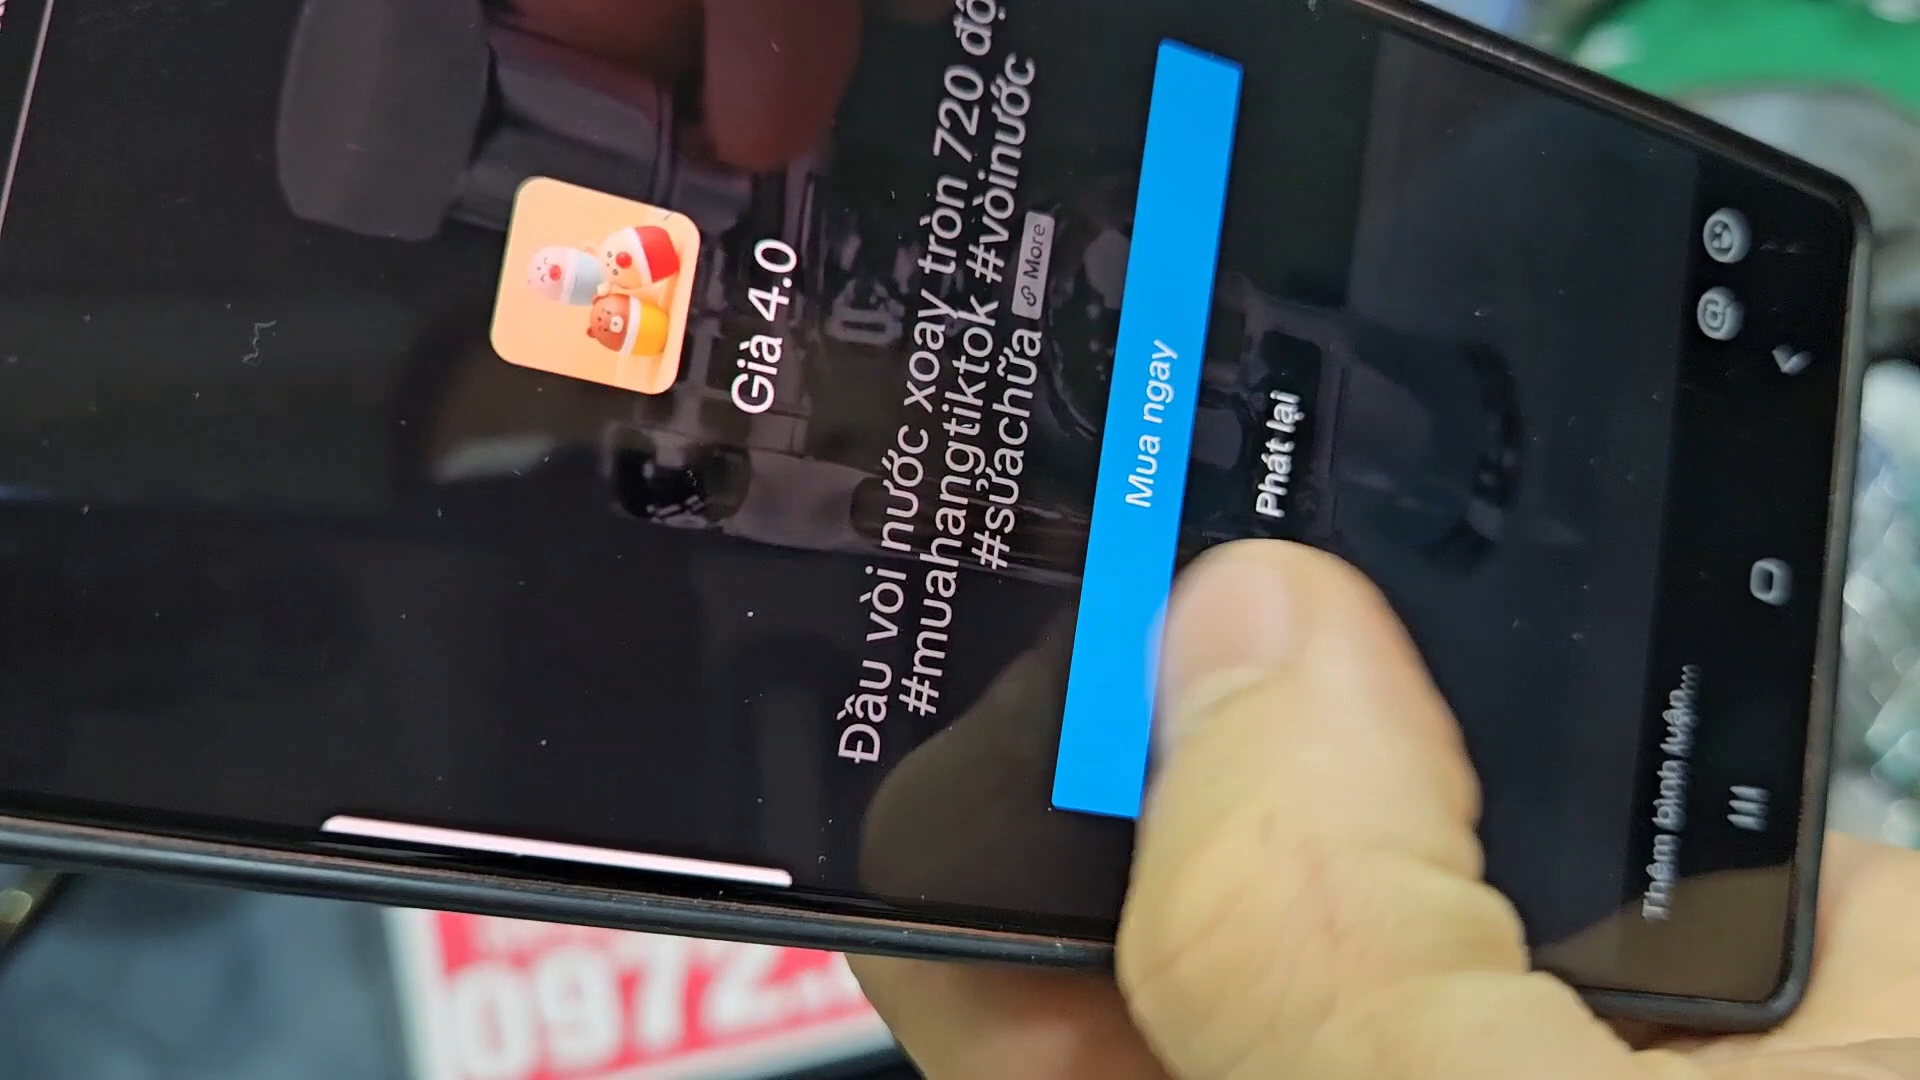 Già 4.0
Đầu vòi nước xoay tròn 720 độ
#muahangtiktok #vòinước
#sửachữa More
Mua ngay
Phát lại
Thêm bình luận...
0972.